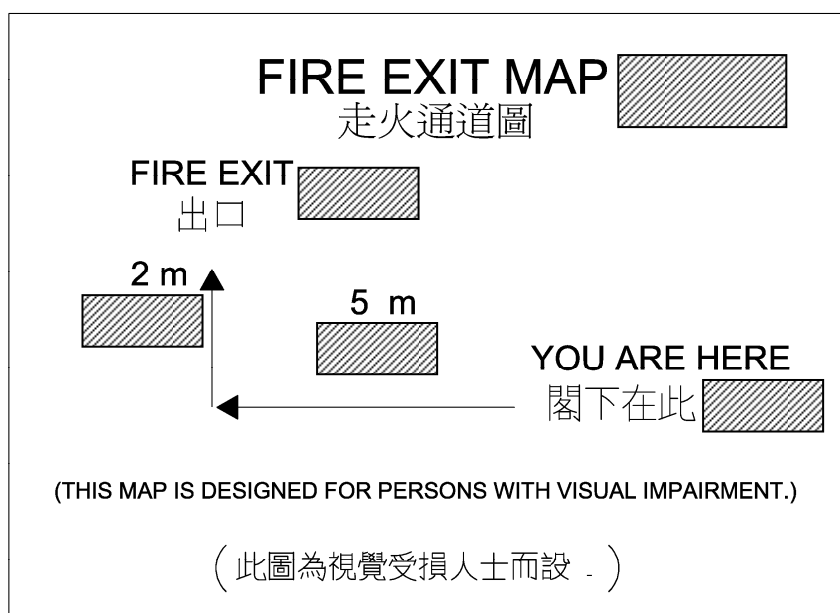 FIRE EXIT MAP
走火通道圖
FIRE EXIT
出口
2 m
5 m
YOU ARE HERE
閣下在此
(THIS MAP IS DESIGNED FOR PERSONS WITH VISUAL IMPAIRMENT.)
(此圖為視覺受損人士而設 .)